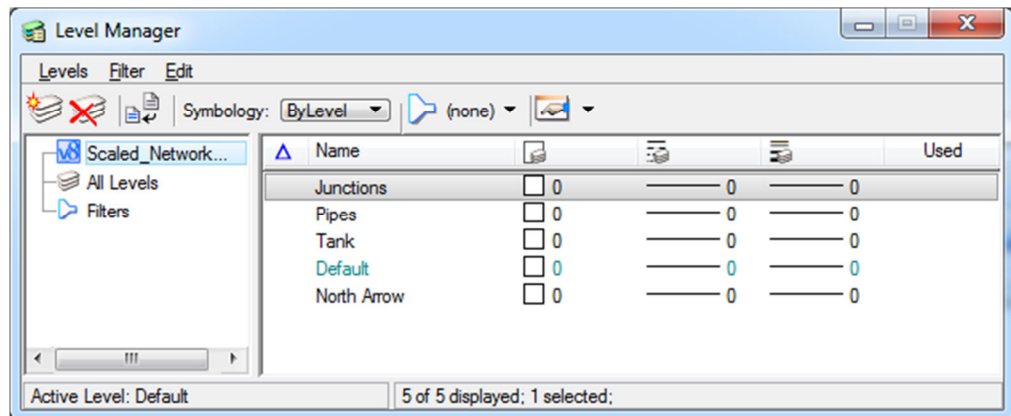 Level Manager
Levels Filter Edit
Symbology: ByLevel (none)
Scaled_Network...
All Levels
Filters
Name Used
Junctions 0 0 0
Pipes 0 0 0
Tank 0 0 0
Default 0 0 0
North Arrow 0 0 0
Active Level: Default 5 of 5 displayed; 1 selected;